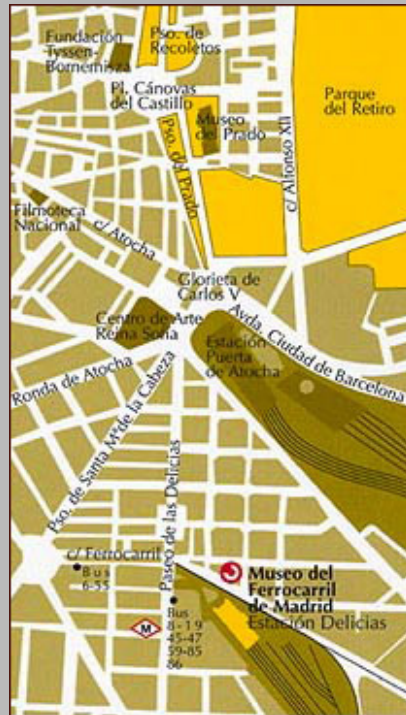 Fundación
Tyssen-
Bornemisza
Pso. de
Recoletos
Pl. Cánovas
del Castillo
Museo
del Prado
Parque
del Retiro
Pso. del Prado
c/ Alfonso XII
Filmoteca
Nacional
c/ Atocha
Glorieta de
Carlos V
Centro de Arte
Reina Sofía
Avda. Ciudad de Barcelona
Estación
Puerta
de Atocha
Ronda de Atocha
Pso. de Santa Mª de la Cabeza
Paseo de las Delicias
c/ Ferrocarril
Bus
6-55
M
Bus
8-19
45-47
59-85
86
Museo del
Ferrocarril
de Madrid
Estación Delicias